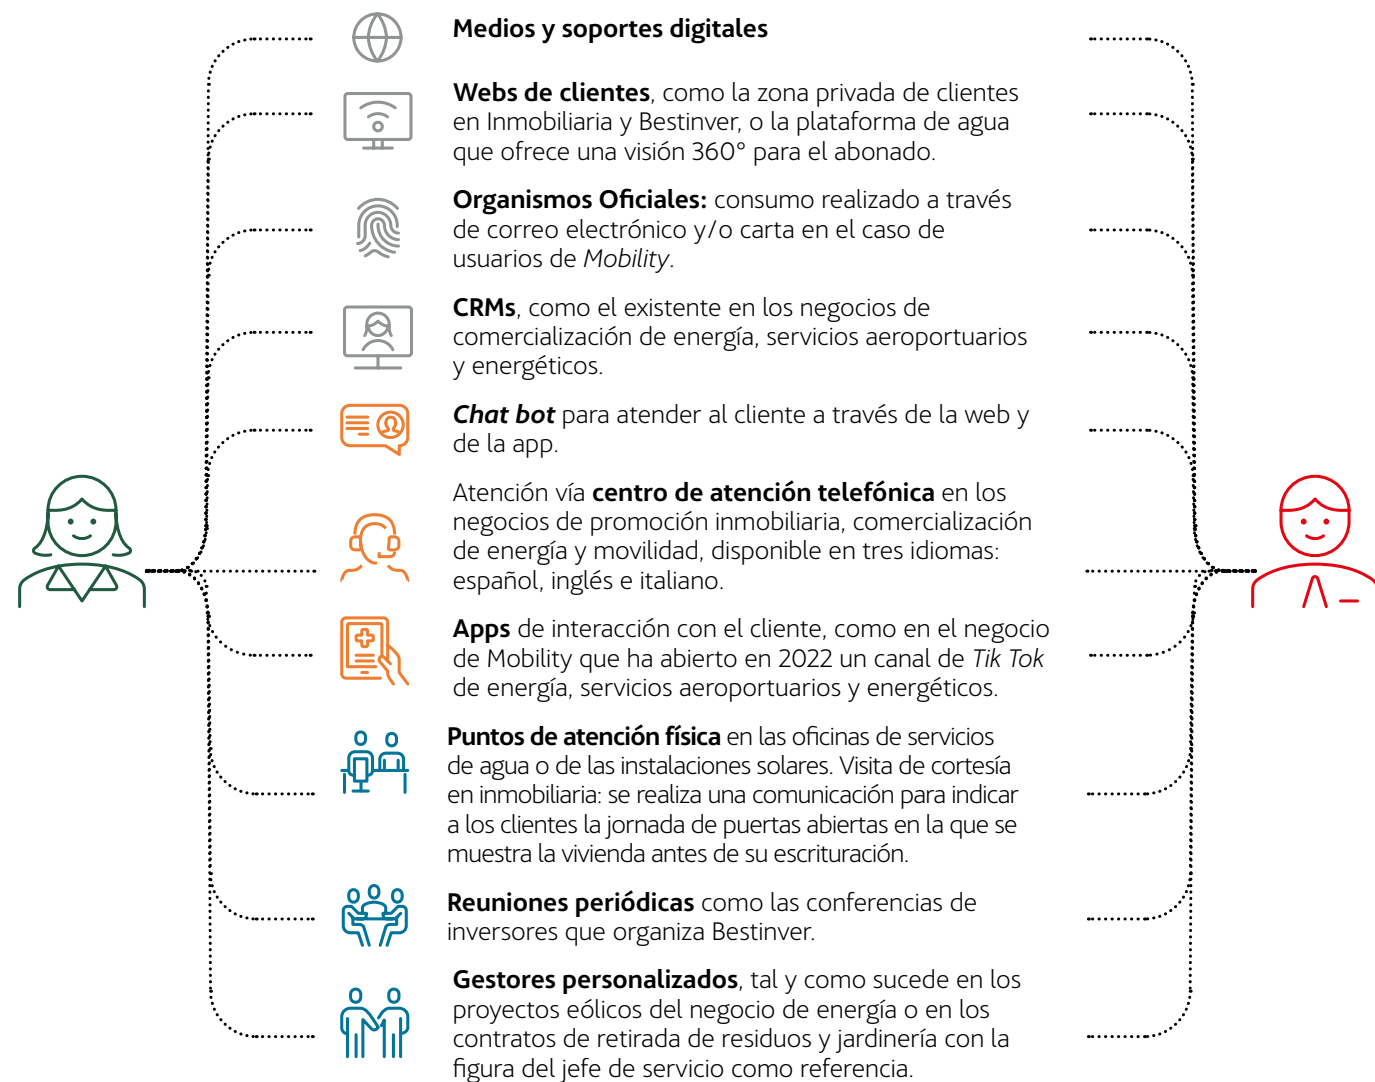 Medios y soportes digitales
Webs de clientes, como la zona privada de clientes
en Inmobiliaria y Bestinver, o la plataforma de agua
que ofrece una visión 360° para el abonado.
Organismos Oficiales: consumo realizado a través
de correo electrónico y/o carta en el caso de
usuarios de Mobility.
CRMs, como el existente en los negocios de
comercialización de energía, servicios aeroportuarios
y energéticos.
Chat bot para atender al cliente a través de la web y
de la app.
Atención vía centro de atención telefónica en los
negocios de promoción inmobiliaria, comercialización
de energía y movilidad, disponible en tres idiomas:
español, inglés e italiano.
Apps de interacción con el cliente, como en el negocio
de Mobility que ha abierto en 2022 un canal de Tik Tok
de energía, servicios aeroportuarios y energéticos.
Puntos de atención física en las oficinas de servicios
de agua o de las instalaciones solares. Visita de cortesía
en inmobiliaria: se realiza una comunicación para indicar
a los clientes la jornada de puertas abiertas en la que se
muestra la vivienda antes de su escrituración.
Reuniones periódicas como las conferencias de
inversores que organiza Bestinver.
Gestores personalizados, tal y como sucede en los
proyectos eólicos del negocio de energía o en los
contratos de retirada de residuos y jardinería con la
figura del jefe de servicio como referencia.